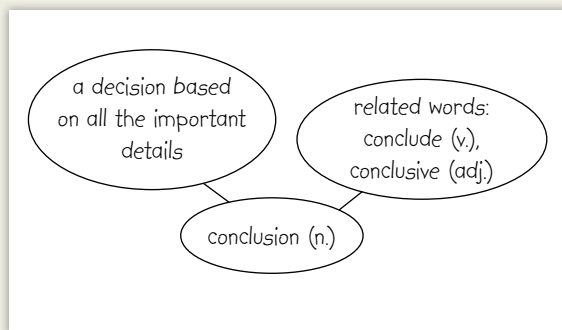 a decision based
on all the important
details
related words:
conclude (v.),
conclusive (adj.)
conclusion (n.)